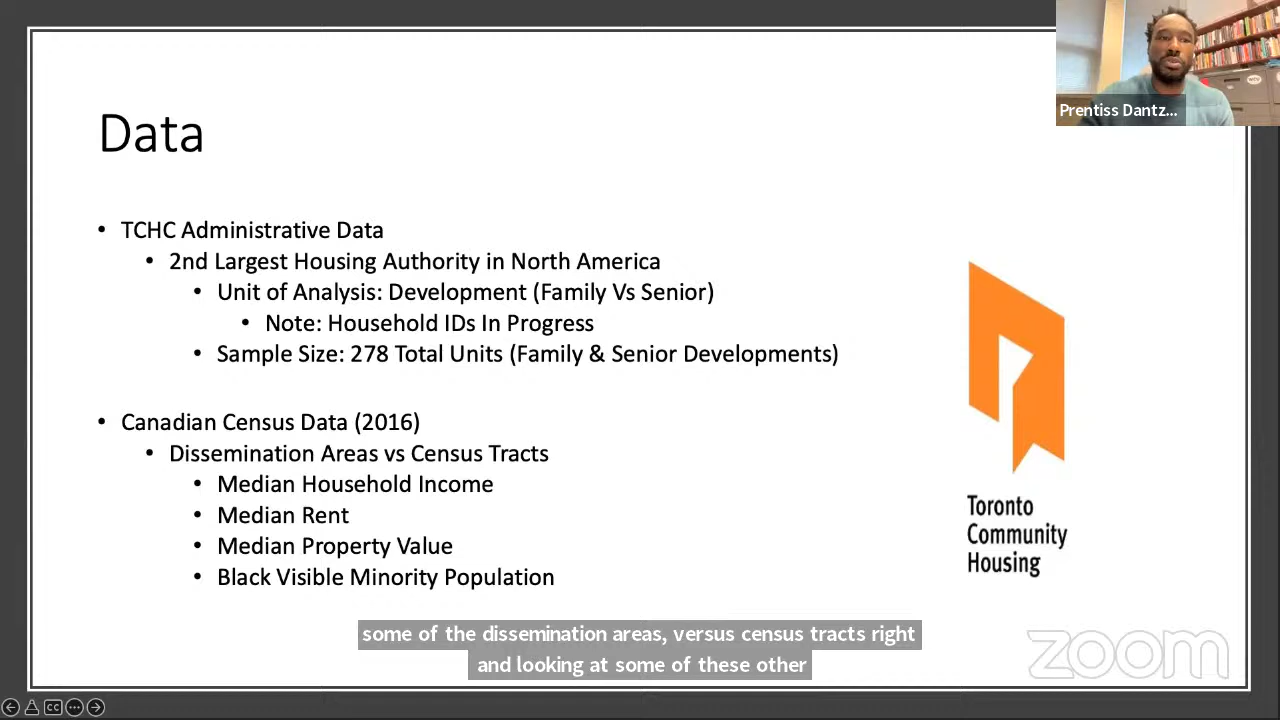 Prentiss Dantz...
Data
• TCHC Administrative Data
• 2nd Largest Housing Authority in North America
• Unit of Analysis: Development (Family Vs Senior)
• Note: Household IDs In Progress
• Sample Size: 278 Total Units (Family & Senior Developments)
• Canadian Census Data (2016)
• Dissemination Areas vs Census Tracts
• Median Household Income
• Median Rent
• Median Property Value
• Black Visible Minority Population
Toronto
Community
Housing
some of the dissemination areas, versus census tracts right
and looking at some of these other
zoom
CC